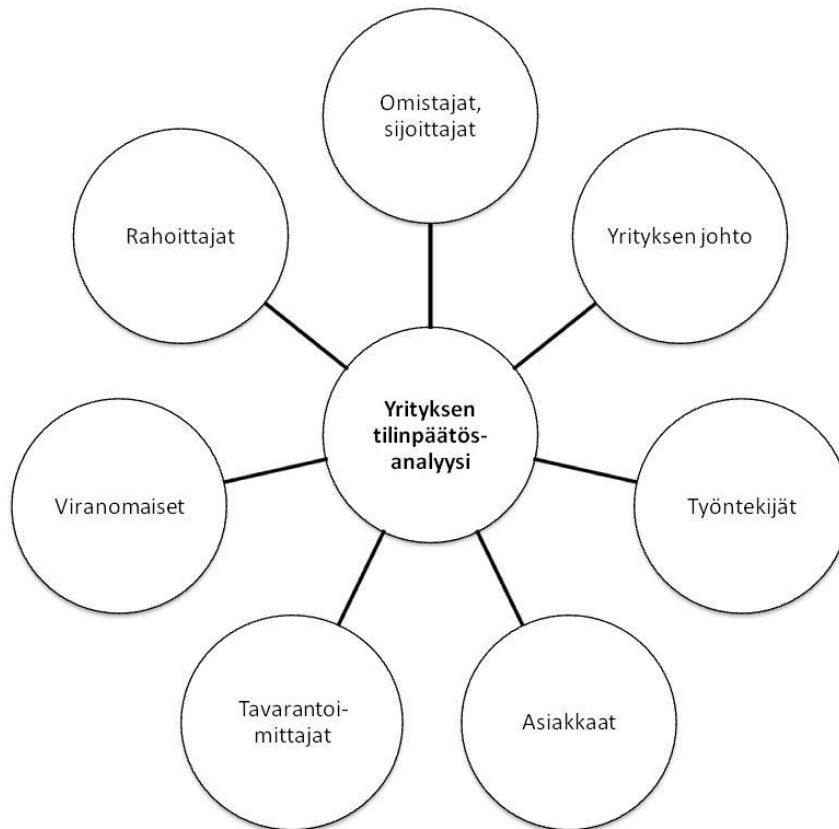 Omistajat,
sijoittajat
Rahoittajat
Yrityksen johto
Yrityksen
tilinpäätös-
analyysi
Viranomaiset
Työntekijät
Tavarantoi-
mittajat
Asiakkaat